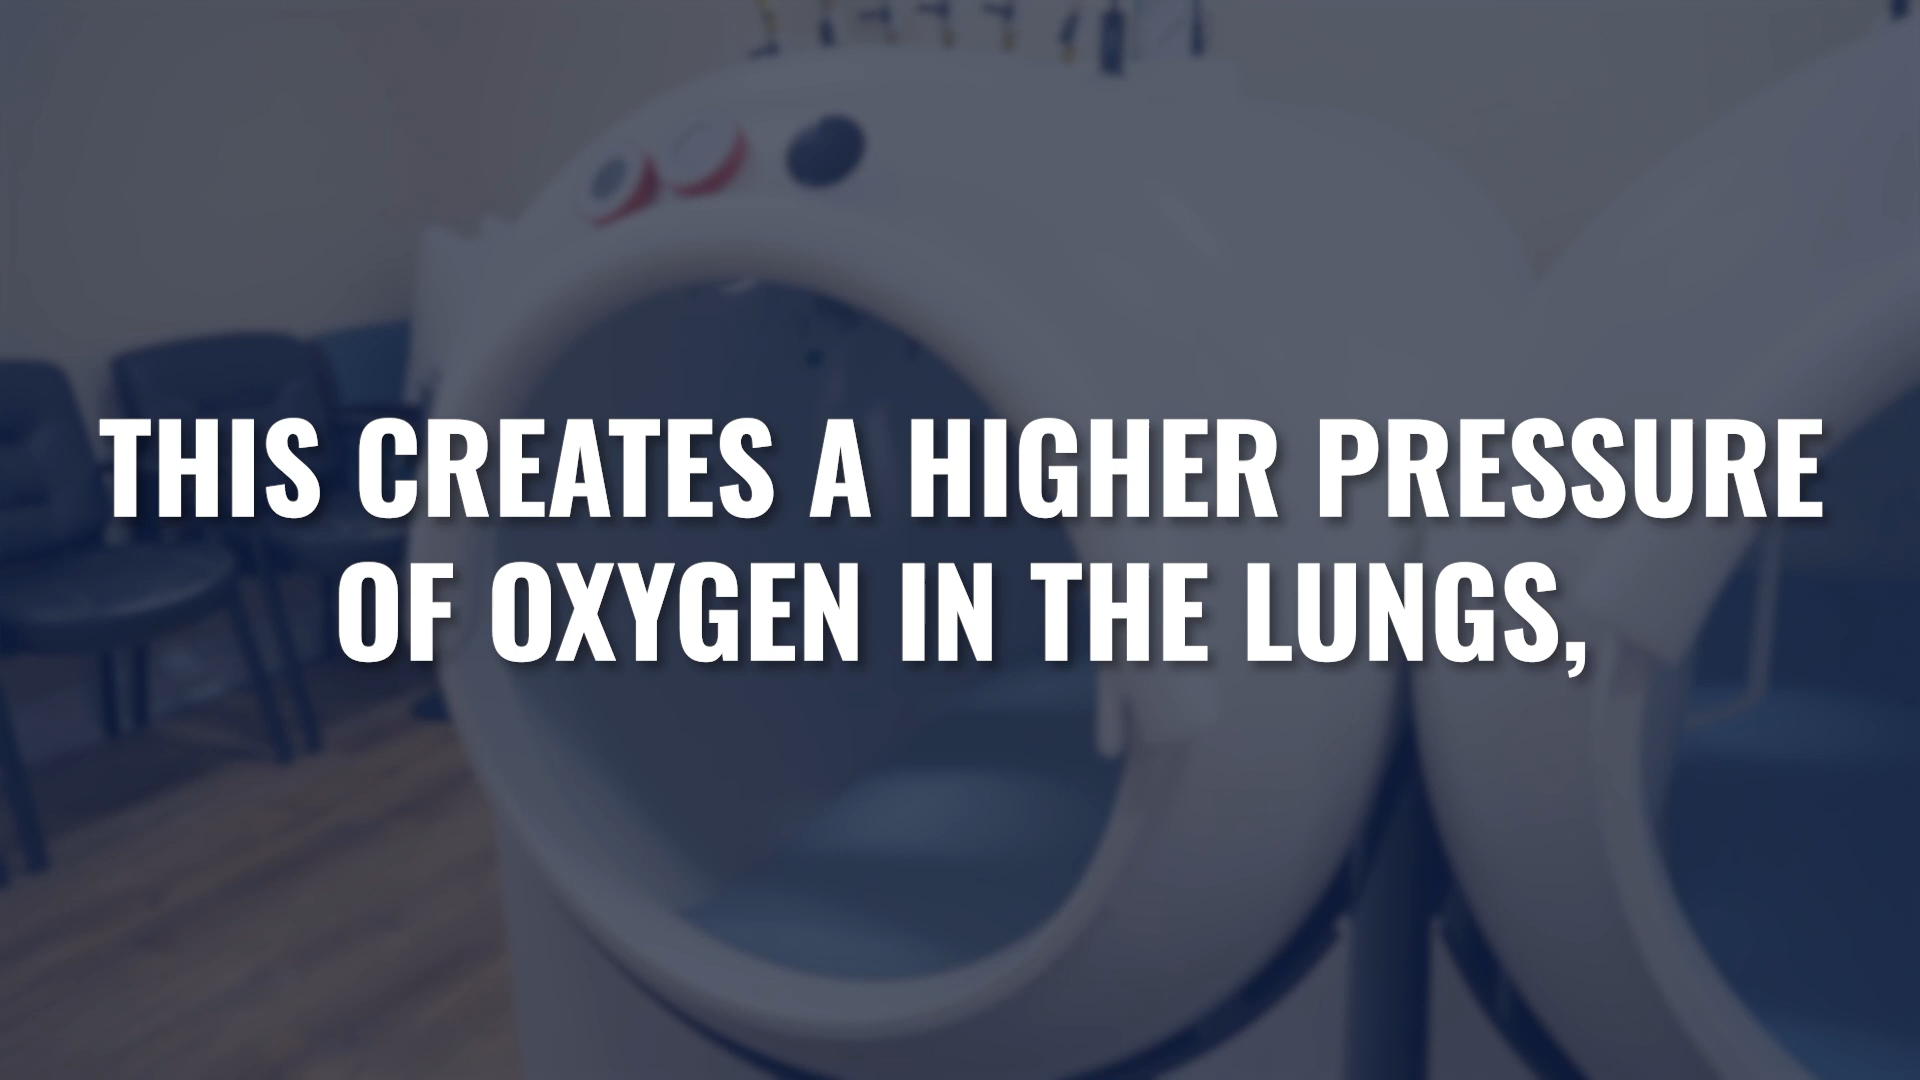 THIS CREATES A HIGHER PRESSURE
OF OXYGEN IN THE LUNGS,